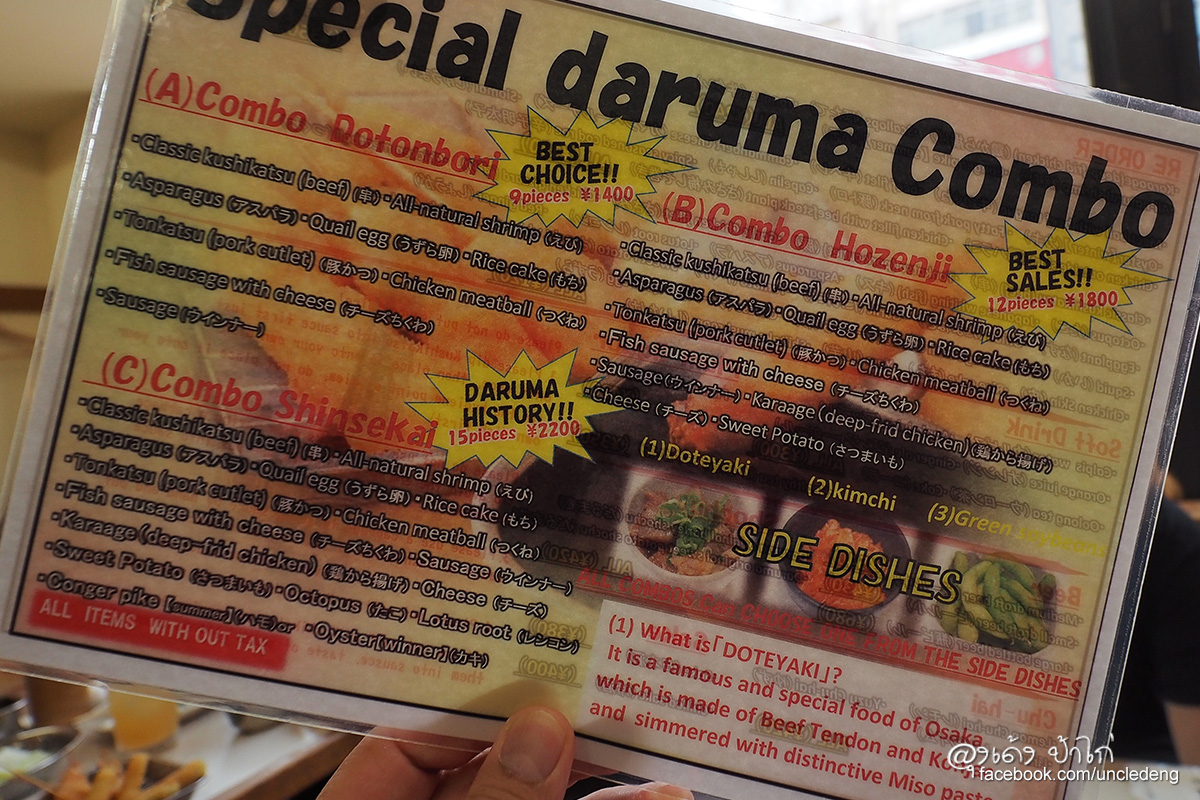 Special daruma Combo
(A)Combo Dotonbori
BEST
CHOICE!!
9pieces ¥1400
・Classic kushikatsu (beef) (串)・All-natural shrimp (えび)
・Asparagus (アスパラ)・Quail egg (うずら卵)・Rice cake (もち)
・Tonkatsu (pork cutlet) (豚かつ)・Chicken meatball (つくね)
・Fish sausage with cheese (チーズちくわ)
・Sausage (ウインナー)
(B)Combo Hozenji
BEST
SALES!!
12pieces ¥1800
・Classic kushikatsu (beef) (串)・All-natural shrimp (えび)
・Asparagus (アスパラ)・Quail egg (うずら卵)・Rice cake (もち)
・Tonkatsu (pork cutlet) (豚かつ)・Chicken meatball (つくね)
・Fish sausage with cheese (チーズちくわ)
・Sausage (ウインナー)・Karaage (deep-frid chicken) (鶏から揚げ)
・Cheese (チーズ)・Sweet Potato (さつまいも)
(C)Combo Shinsekai
DARUMA
HISTORY!!
15pieces ¥2200
・Classic kushikatsu (beef) (串)・All-natural shrimp (えび)
・Asparagus (アスパラ)・Quail egg (うずら卵)・Rice cake (もち)
・Tonkatsu (pork cutlet) (豚かつ)・Chicken meatball (つくね)
・Fish sausage with cheese (チーズちくわ)・Sausage (ウインナー)
・Karaage (deep-frid chicken) (鶏から揚げ)・Cheese (チーズ)
・Sweet Potato (さつまいも)・Octopus (たこ)・Lotus root (レンコン)
・Conger pike [summer] (ハモ) or ・Oyster[winner] (カキ)
ALL ITEMS WITH OUT TAX
(1)Doteyaki
(2)kimchi
(3)Green Soybeans
SIDE DISHES
ALL COMBOS Can CHOOSE ONE FROM THE SIDE DISHES
(1) What is「DOTEYAKI」?
It is a famous and special food of Osaka
which is made of Beef Tendon and
and simmered with distinctive Miso paste
@องเด้ง ป้าไก่
facebook.com/uncledeng